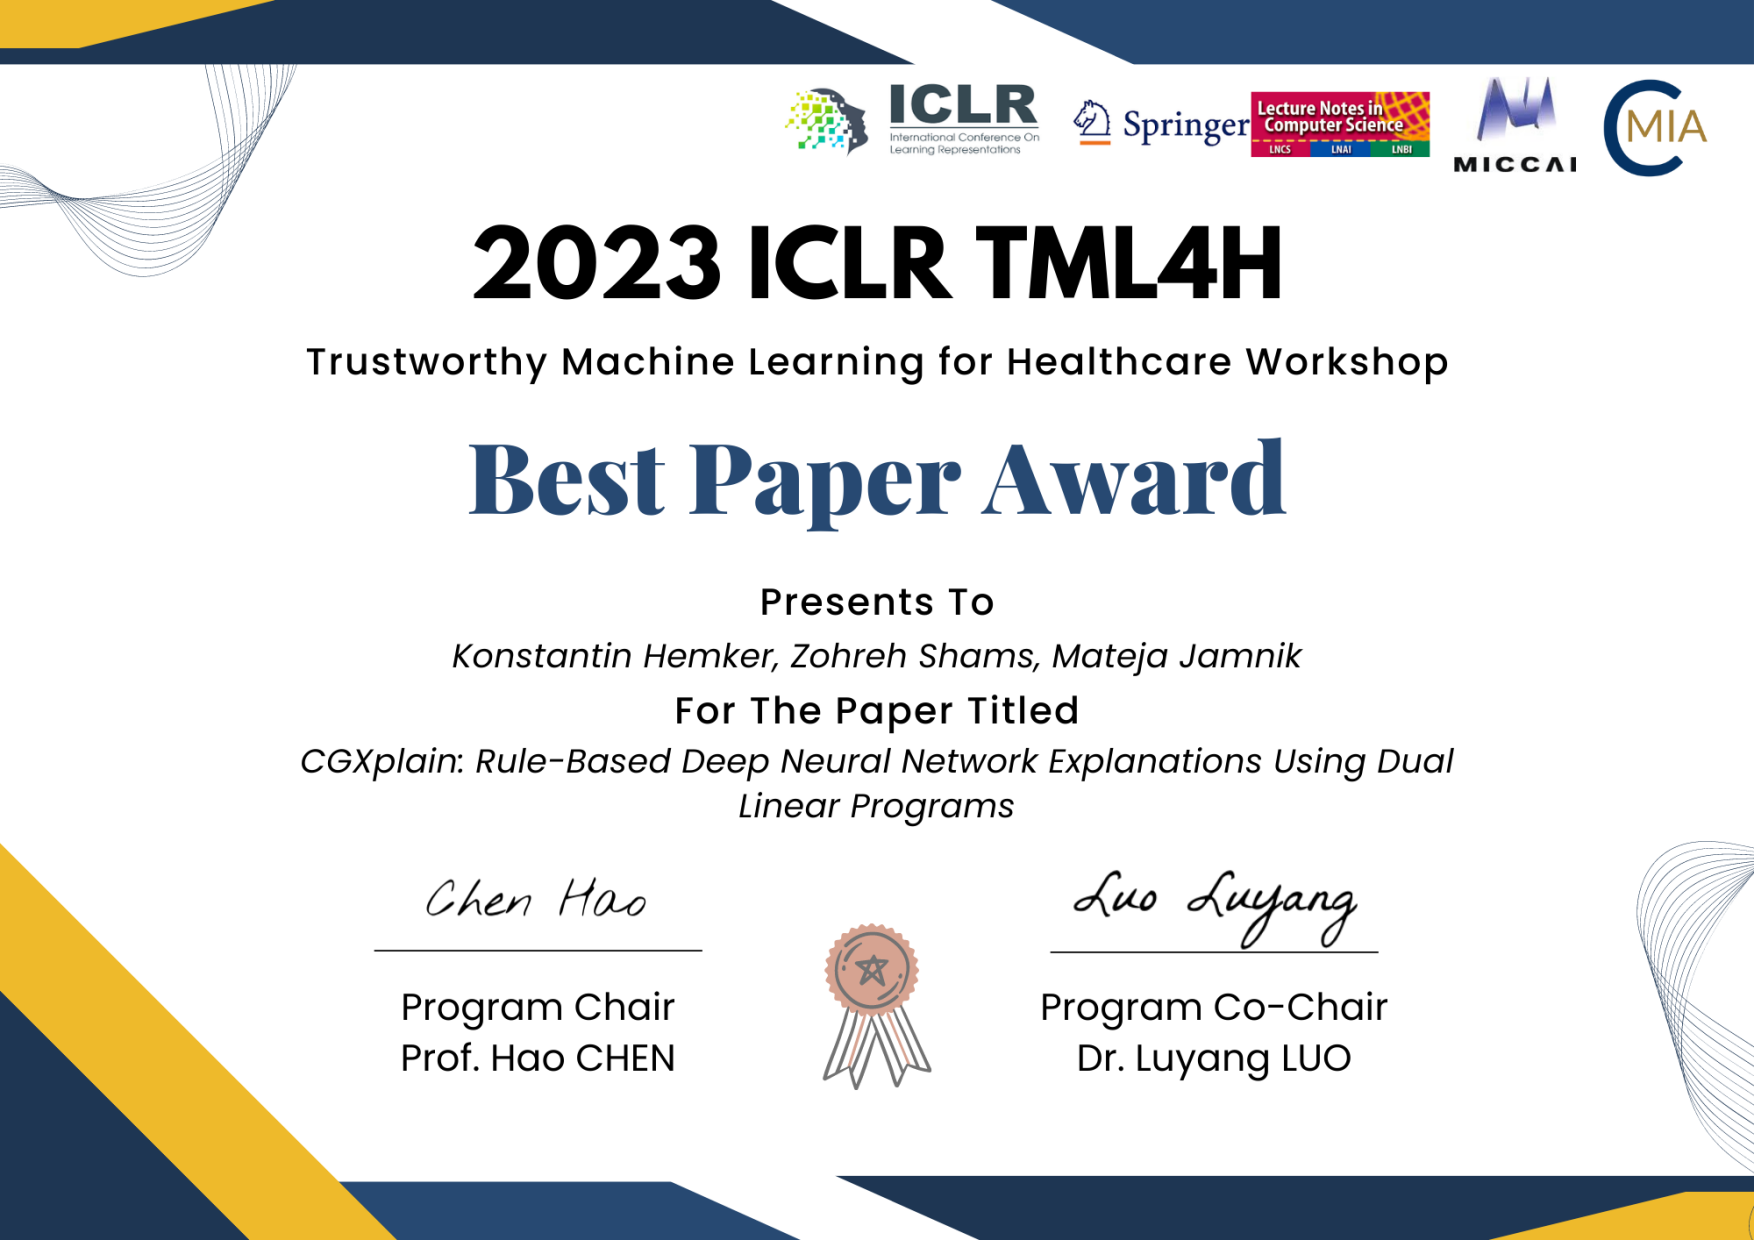 ICLR
International Conference On
Learning Representations
Springer
Lecture Notes in
Computer Science
LNCS LNAI LNBI
MICCAI
CMIA
2023 ICLR TML4H
Trustworthy Machine Learning for Healthcare Workshop
Best Paper Award
Presents To
Konstantin Hemker, Zohreh Shams, Mateja Jamnik
For The Paper Titled
CGXplain: Rule-Based Deep Neural Network Explanations Using Dual
Linear Programs
Chen Hao
Luo Luyang
Program Chair
Prof. Hao CHEN
Program Co-Chair
Dr. Luyang LUO